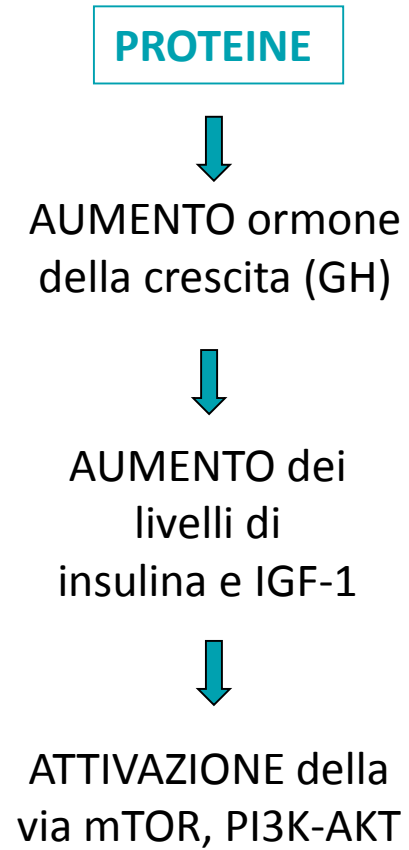 PROTEINE
AUMENTO ormone
della crescita (GH)
AUMENTO dei
livelli di
insulina e IGF-1
ATTIVAZIONE della
via mTOR, PI3K-AKT